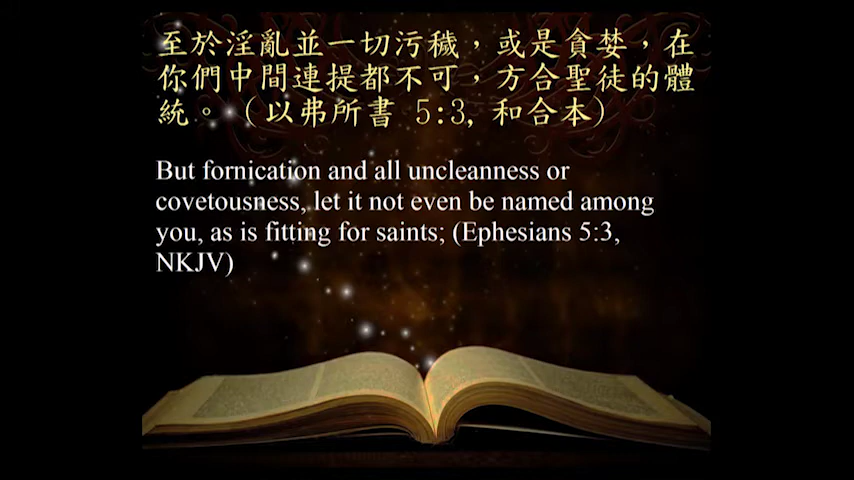 至於淫亂並一切污穢，或是貪婪，在
你們中間連提都不可，方合聖徒的體
統。（以弗所書 5:3, 和合本)
But fornication and all uncleanness or
covetousness, let it not even be named among
you, as is fitting for saints; (Ephesians 5:3,
NKJV)